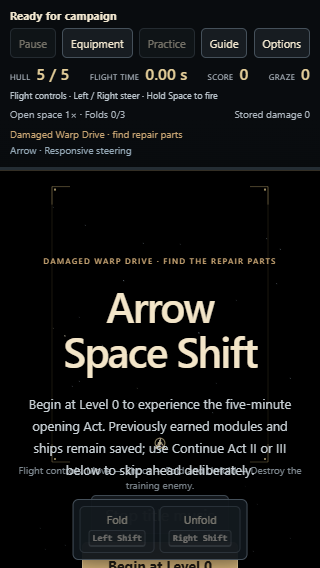 Ready for campaign
Pause Equipment Practice Guide Options
HULL 5 / 5 FLIGHT TIME 0.00 s SCORE 0 GRAZE 0
Flight controls · Left / Right steer · Hold Space to fire
Open space 1× · Folds 0/3 Stored damage 0
Damaged Warp Drive · find repair parts
Arrow · Responsive steering
DAMAGED WARP DRIVE · FIND THE REPAIR PARTS
Arrow
Space Shift
Begin at Level 0 to experience the five-minute
opening Act. Previously earned modules and
ships remain saved; use Continue Act II or III
below to skip ahead deliberately.
Flight Destroy the
training enemy.
Fold Unfold
Left Shift Right Shift
Begin at Level 0